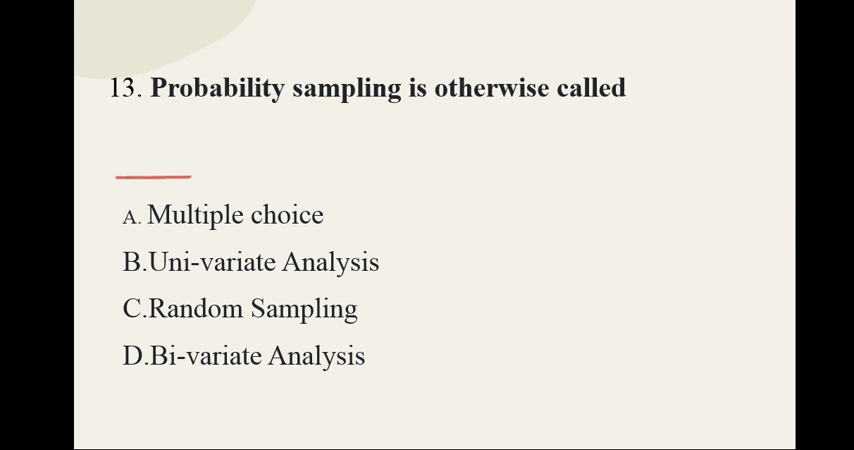 13. Probability sampling is otherwise called
A. Multiple choice
B.Uni-variate Analysis
C.Random Sampling
D.Bi-variate Analysis